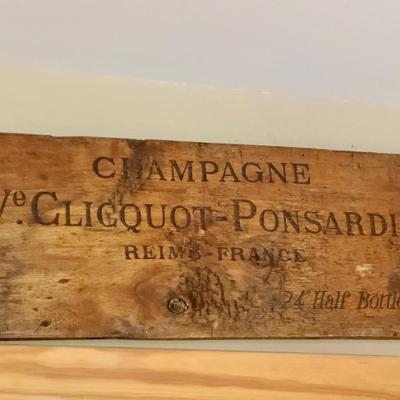 CHAMPAGNE
Ve. CLICQUOT-PONSARDI
REIMS-FRANCE
24 Half Bottle